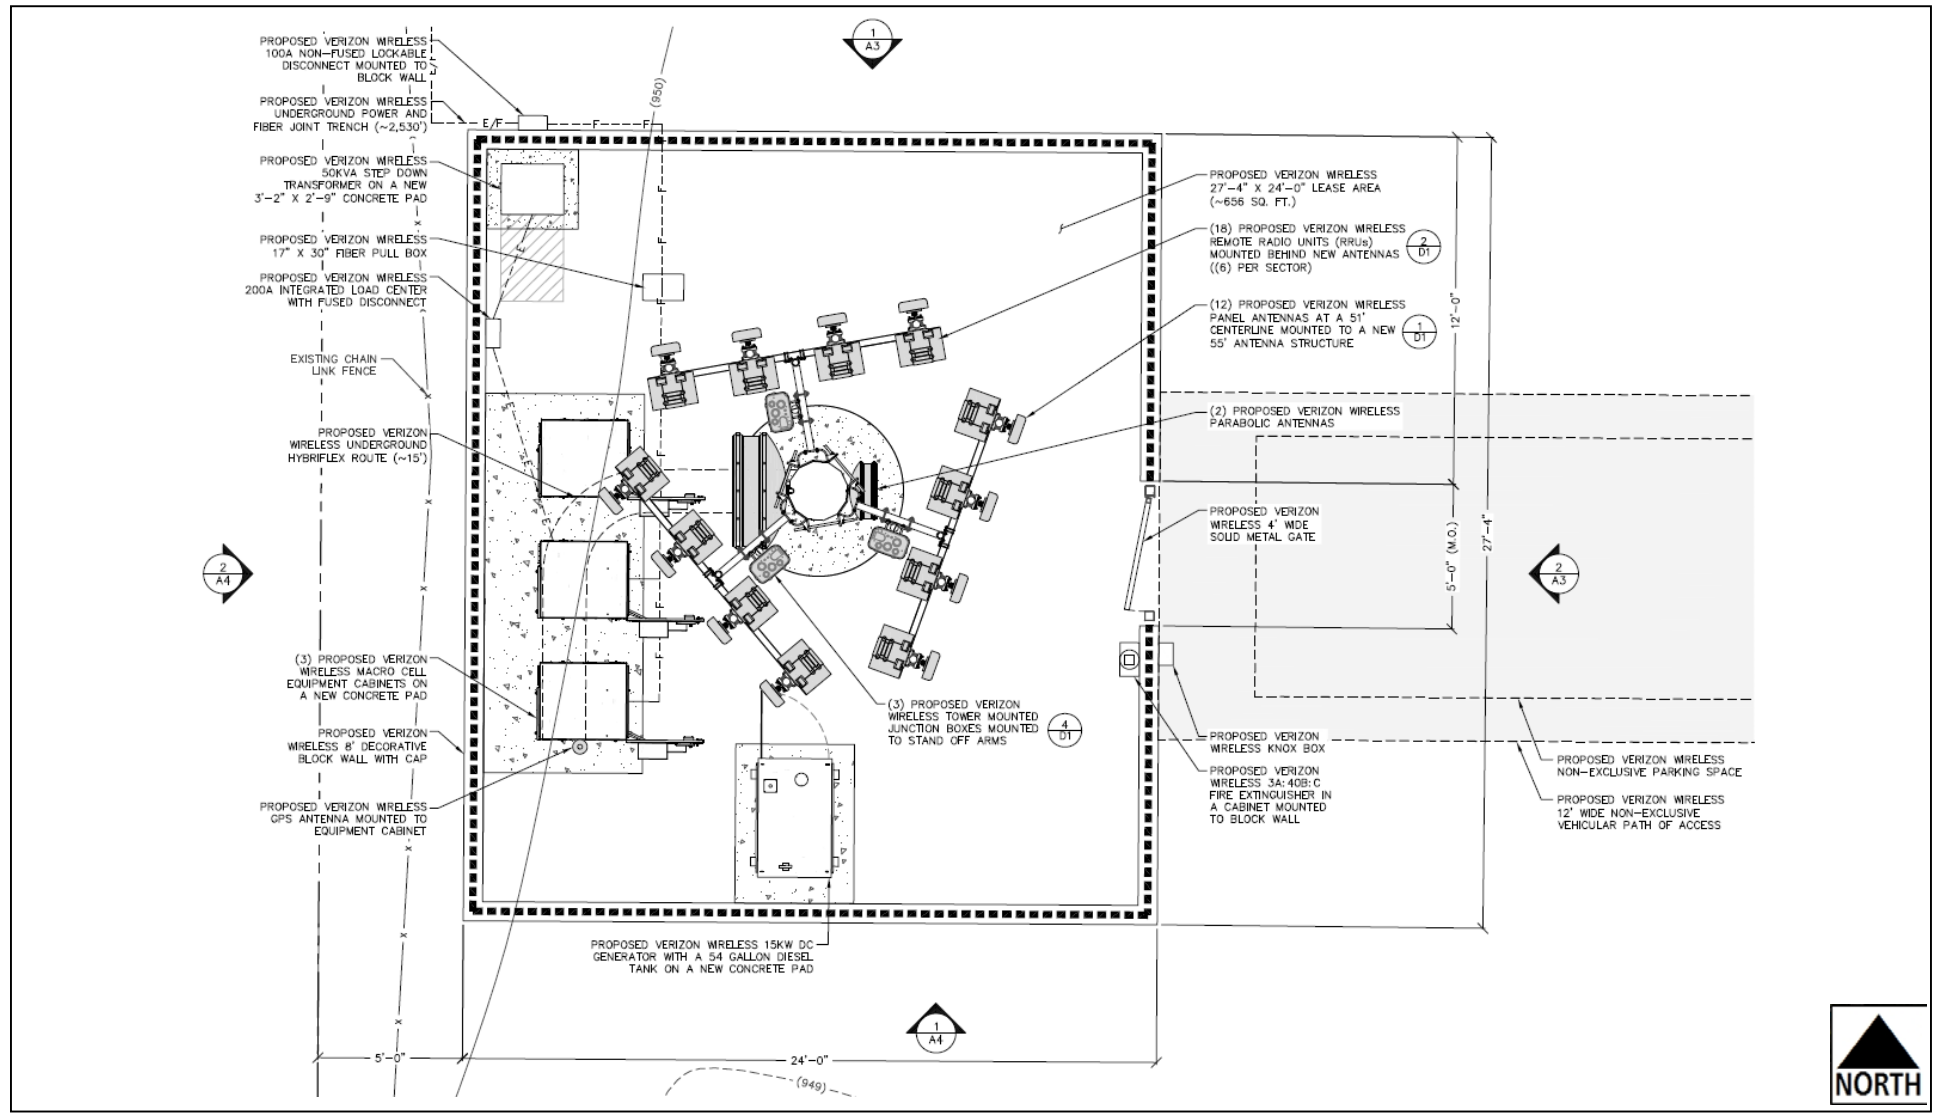 1
A3
PROPOSED VERIZON WIRELESS
100A NON-FUSED LOCKABLE
DISCONNECT MOUNTED TO
BLOCK WALL
PROPOSED VERIZON WIRELESS
UNDERGROUND POWER AND
FIBER JOINT TRENCH (~2,530')
PROPOSED VERIZON WIRELESS
50KVA STEP DOWN
TRANSFORMER ON A NEW
3'-2" X 2'-9" CONCRETE PAD
PROPOSED VERIZON WIRELESS
17" X 30" FIBER PULL BOX
PROPOSED VERIZON WIRELESS
200A INTEGRATED LOAD CENTER
WITH FUSED DISCONNECT
EXISTING CHAIN
LINK FENCE
PROPOSED VERIZON
WIRELESS UNDERGROUND
HYBRIFLEX ROUTE (~15')
2
A4
(3) PROPOSED VERIZON
WIRELESS MACRO CELL
EQUIPMENT CABINETS ON
A NEW CONCRETE PAD
PROPOSED VERIZON
WIRELESS 8' DECORATIVE
BLOCK WALL WITH CAP
PROPOSED VERIZON WIRELESS
GPS ANTENNA MOUNTED TO
EQUIPMENT CABINET
(950)
E/F
F
F
F
F
F
F
F
F
E
E
E
PROPOSED VERIZON WIRELESS
27'-4" X 24'-0" LEASE AREA
(~656 SQ. FT.)
(18) PROPOSED VERIZON WIRELESS
REMOTE RADIO UNITS (RRUs)
MOUNTED BEHIND NEW ANTENNAS
((6) PER SECTOR)
2
D1
(12) PROPOSED VERIZON WIRELESS
PANEL ANTENNAS AT A 51'
CENTERLINE MOUNTED TO A NEW
55' ANTENNA STRUCTURE
1
D1
(2) PROPOSED VERIZON WIRELESS
PARABOLIC ANTENNAS
PROPOSED VERIZON
WIRELESS 4' WIDE
SOLID METAL GATE
12'-0"
5'-0" (M.O.)
27'-4"
2
A3
(3) PROPOSED VERIZON
WIRELESS TOWER MOUNTED
JUNCTION BOXES MOUNTED
TO STAND OFF ARMS
4
D1
PROPOSED VERIZON
WIRELESS KNOX BOX
PROPOSED VERIZON
WIRELESS 3A:40B:C
FIRE EXTINGUISHER IN
A CABINET MOUNTED
TO BLOCK WALL
PROPOSED VERIZON WIRELESS
NON-EXCLUSIVE PARKING SPACE
PROPOSED VERIZON WIRELESS
12' WIDE NON-EXCLUSIVE
VEHICULAR PATH OF ACCESS
PROPOSED VERIZON WIRELESS 15KW DC
GENERATOR WITH A 54 GALLON DIESEL
TANK ON A NEW CONCRETE PAD
1
A4
5'-0"
24'-0"
(949)
NORTH